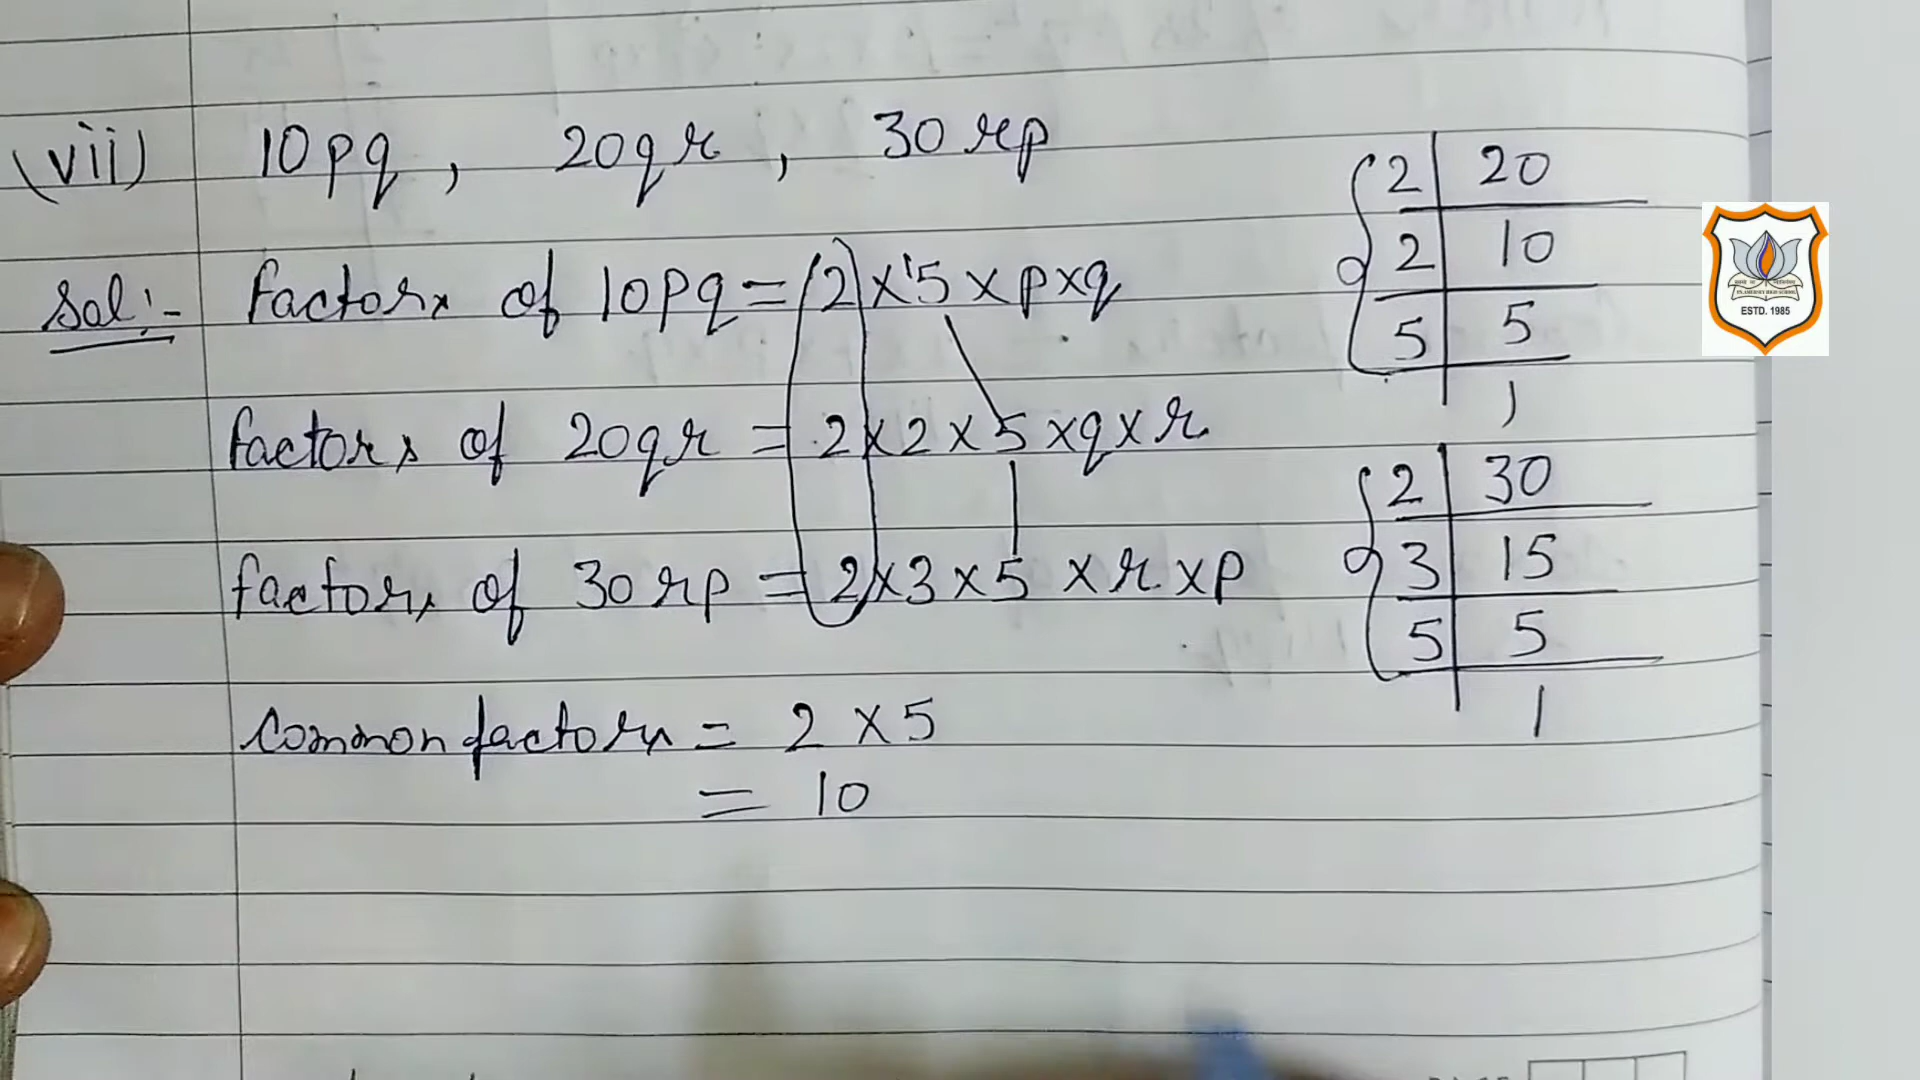 (vii) 10pq, 20qr, 30rp
Sol:- factors of 10pq = 2 × 5 × p × q
factors of 20qr = 2 × 2 × 5 × q × r
factors of 30rp = 2 × 3 × 5 × r × p
common factors = 2 × 5
= 10
2 | 20
2 | 10
5 | 5
1
2 | 30
3 | 15
5 | 5
1
ESTD. 1985